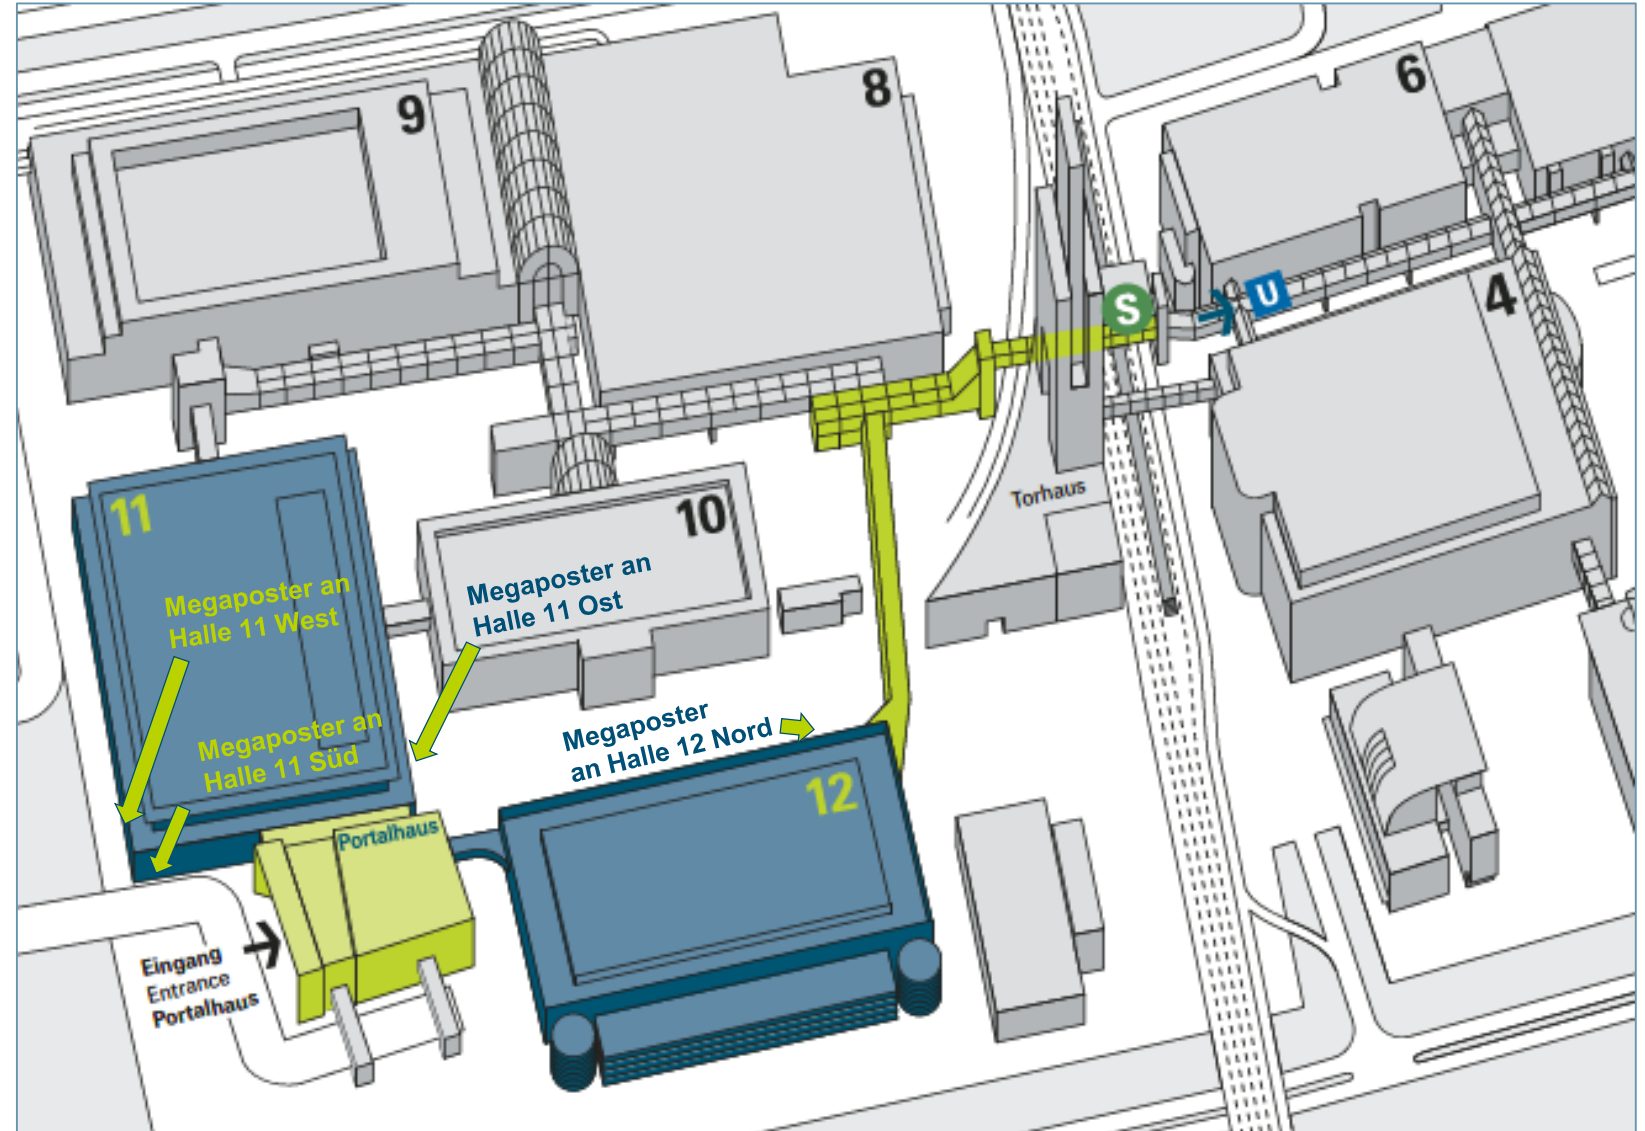 9
8
6
S
U
4
11
10
Torhaus
Megaposter an
Halle 11 West
Megaposter an
Halle 11 Ost
Megaposter an
Halle 11 Süd
Megaposter
an Halle 12 Nord
12
Portalhaus
Eingang
Entrance
Portalhaus